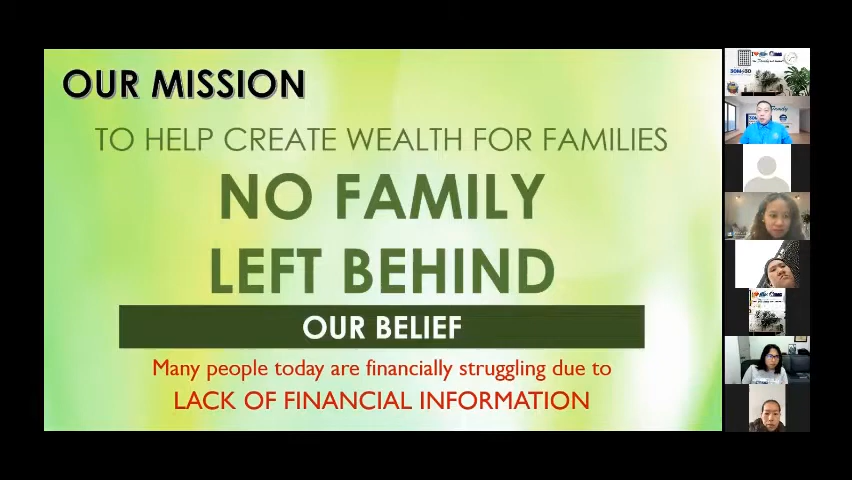 OUR MISSION
TO HELP CREATE WEALTH FOR FAMILIES
NO FAMILY
LEFT BEHIND
OUR BELIEF
Many people today are financially struggling due to
LACK OF FINANCIAL INFORMATION